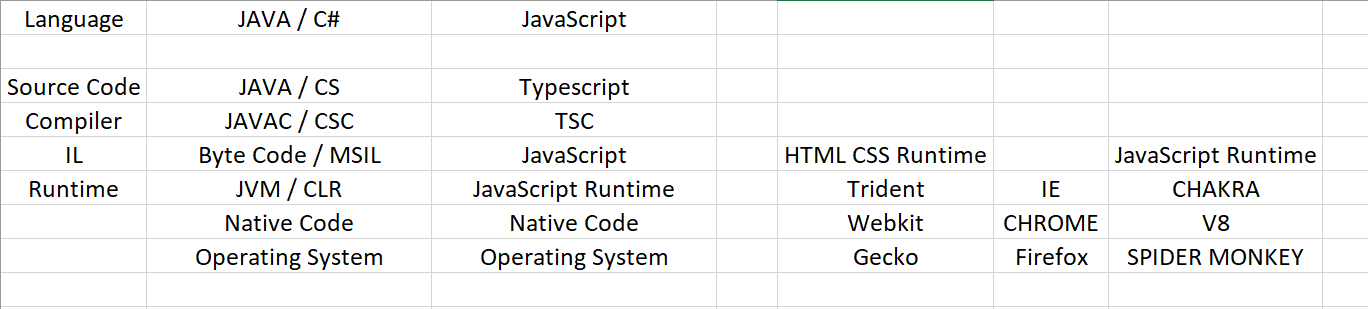 Language JAVA / C# JavaScript
Source Code JAVA / CS Typescript
Compiler JAVAC / CSC TSC
IL Byte Code / MSIL JavaScript HTML CSS Runtime JavaScript Runtime
Runtime JVM / CLR JavaScript Runtime Trident IE CHAKRA
Native Code Native Code Webkit CHROME V8
Operating System Operating System Gecko Firefox SPIDER MONKEY